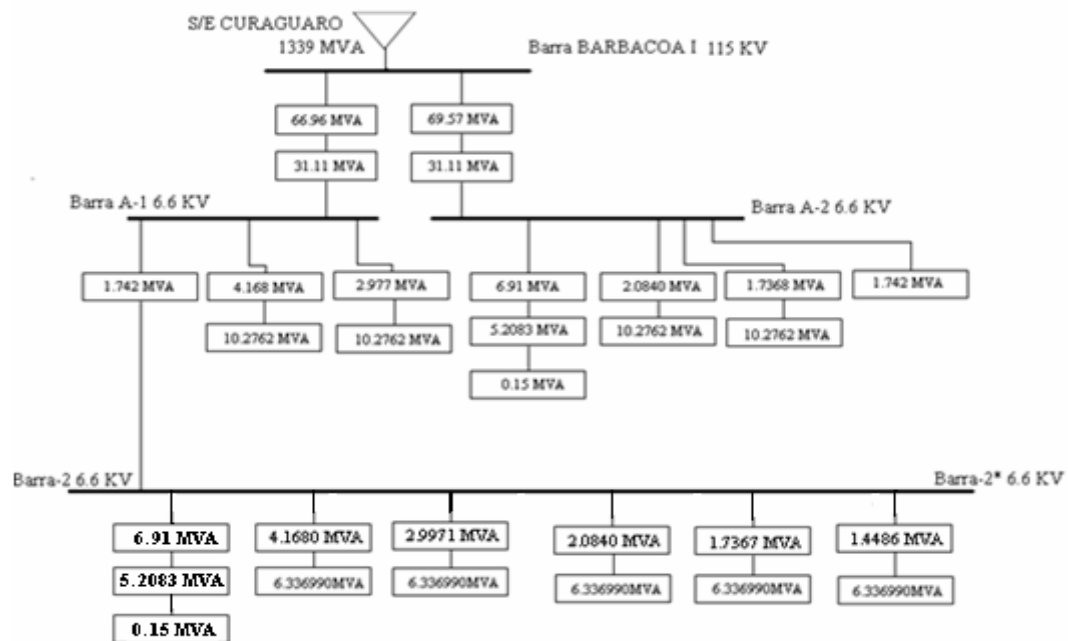 S/E CURAGUARO
1339 MVA
Barra BARBACOA I 115 KV
66.96 MVA
69.57 MVA
31.11 MVA
31.11 MVA
Barra A-1 6.6 KV
Barra A-2 6.6 KV
1.742 MVA
4.168 MVA
2.977 MVA
6.91 MVA
2.0840 MVA
1.7368 MVA
1.742 MVA
10.2762 MVA
10.2762 MVA
5.2083 MVA
10.2762 MVA
10.2762 MVA
0.15 MVA
Barra-2 6.6 KV
Barra-2* 6.6 KV
6.91 MVA
4.1680 MVA
2.9971 MVA
2.0840 MVA
1.7367 MVA
1.4486 MVA
5.2083 MVA
6.336990MVA
6.336990MVA
6.336990MVA
6.336990MVA
6.336990MVA
0.15 MVA